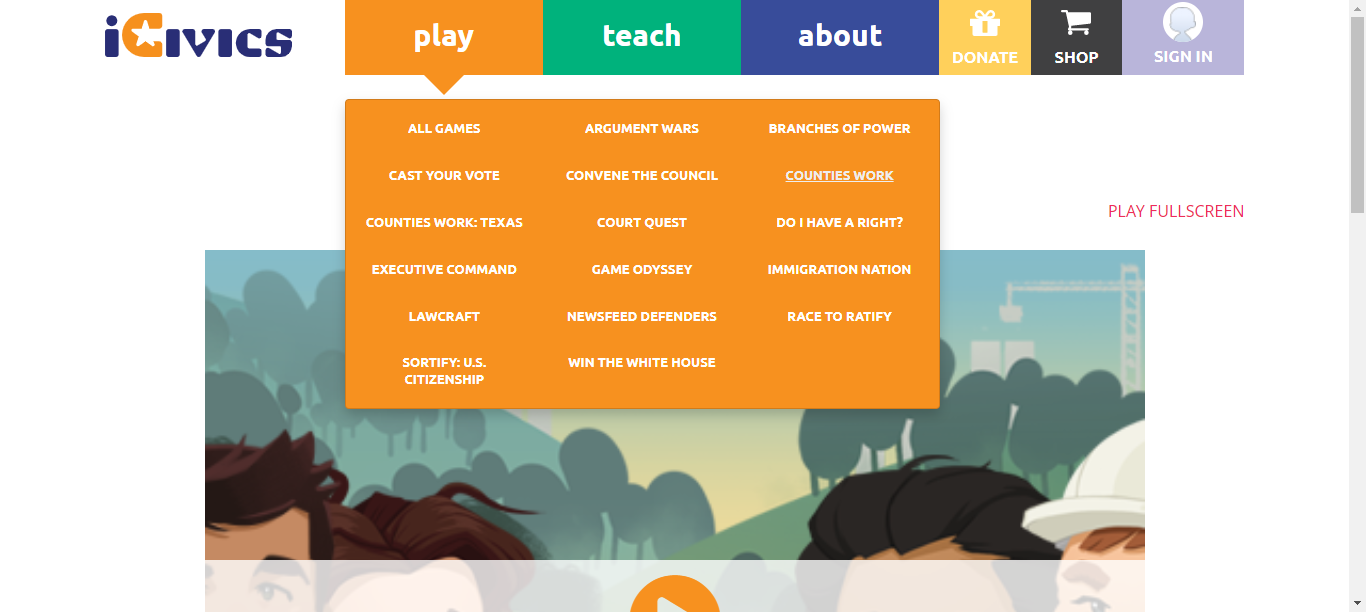 iCivics
play
teach
about
DONATE
SHOP
SIGN IN
ALL GAMES
ARGUMENT WARS
BRANCHES OF POWER
CAST YOUR VOTE
CONVENE THE COUNCIL
COUNTIES WORK
COUNTIES WORK: TEXAS
COURT QUEST
DO I HAVE A RIGHT?
EXECUTIVE COMMAND
GAME ODYSSEY
IMMIGRATION NATION
LAWCRAFT
NEWSFEED DEFENDERS
RACE TO RATIFY
SORTIFY: U.S.
CITIZENSHIP
WIN THE WHITE HOUSE
PLAY FULLSCREEN